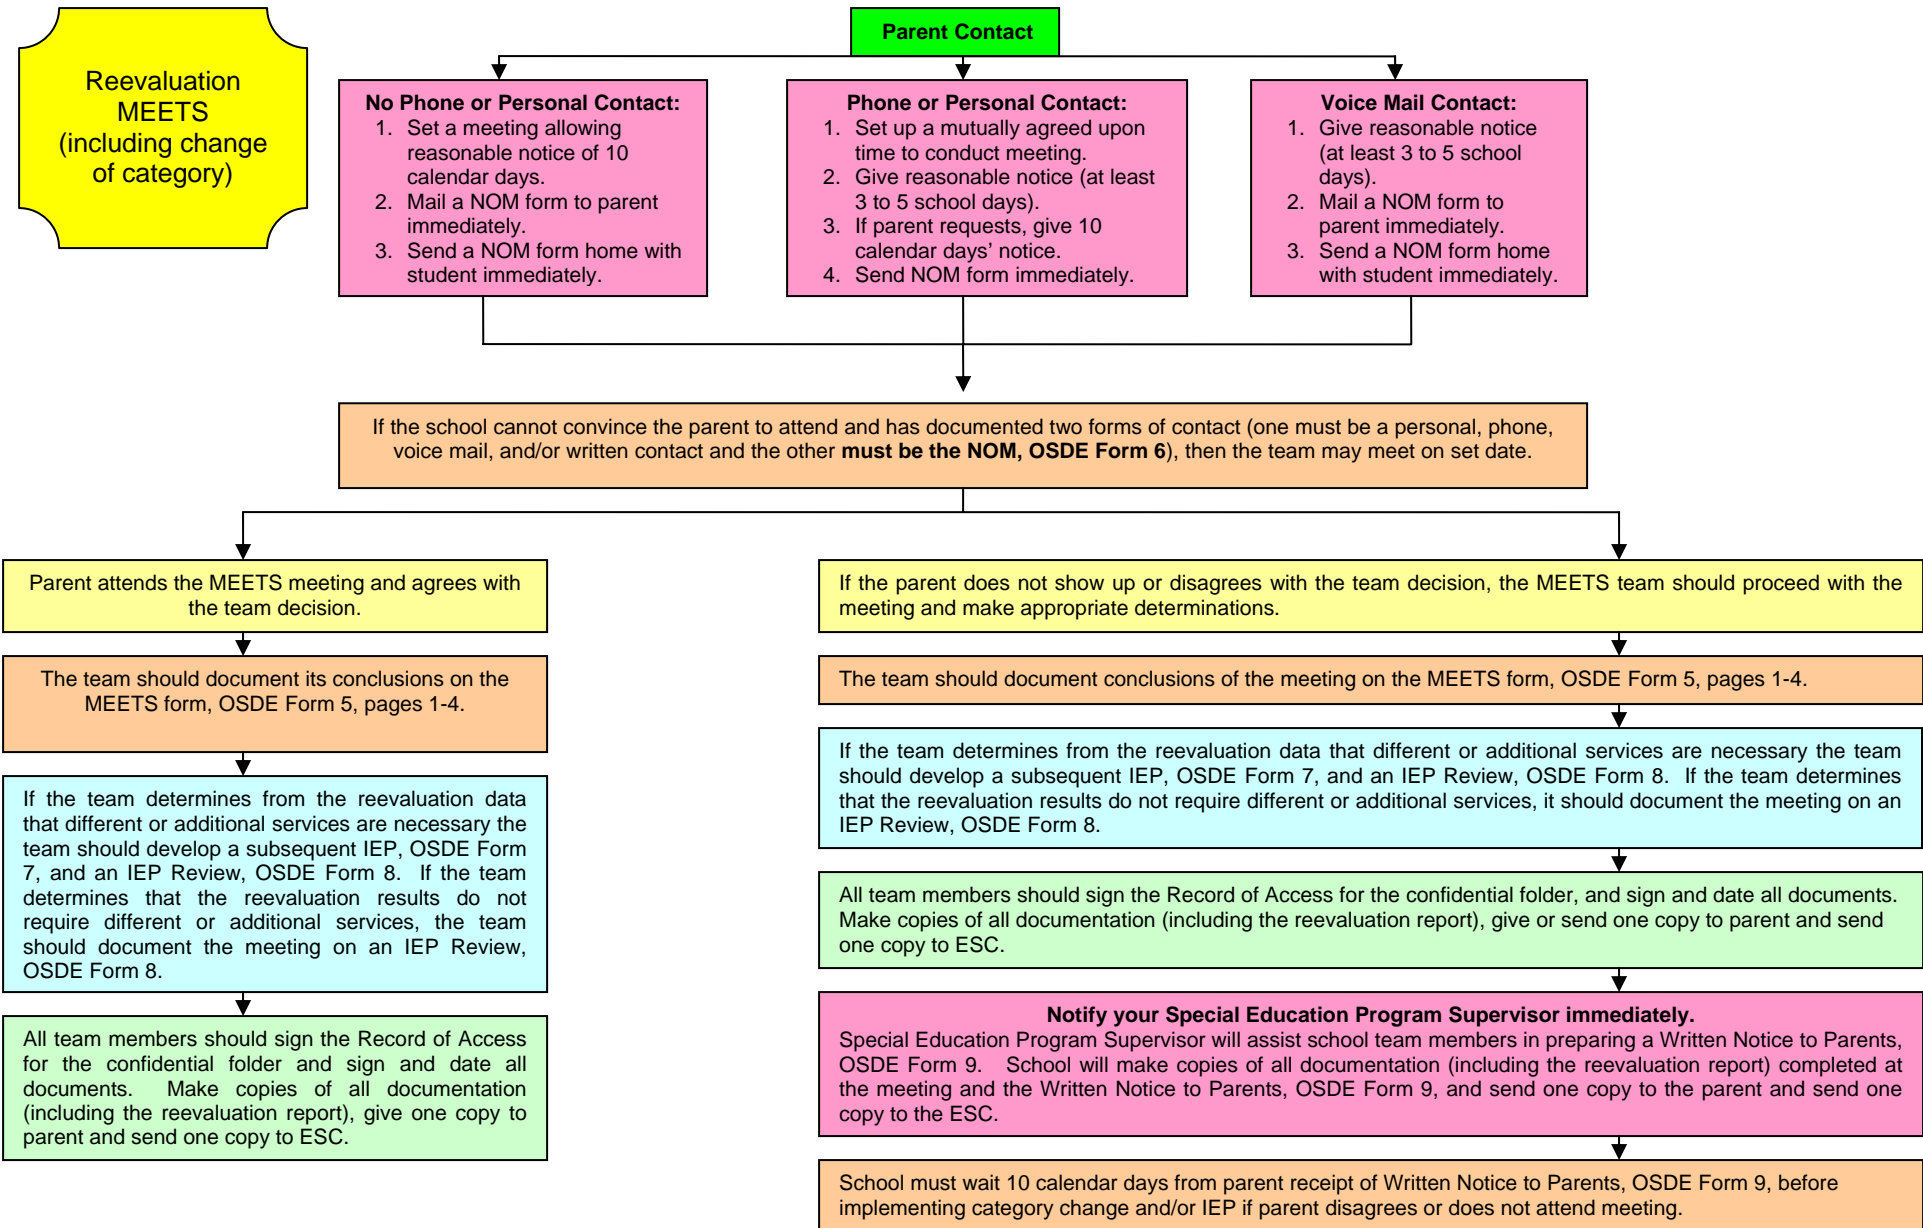 Reevaluation
MEETS
(including change
of category)
Parent Contact
No Phone or Personal Contact:
1. Set a meeting allowing
reasonable notice of 10
calendar days.
2. Mail a NOM form to parent
immediately.
3. Send a NOM form home with
student immediately.
Phone or Personal Contact:
1. Set up a mutually agreed upon
time to conduct meeting.
2. Give reasonable notice (at least
3 to 5 school days).
3. If parent requests, give 10
calendar days’ notice.
4. Send NOM form immediately.
Voice Mail Contact:
1. Give reasonable notice
(at least 3 to 5 school
days).
2. Mail a NOM form to
parent immediately.
3. Send a NOM form home
with student immediately.
If the school cannot convince the parent to attend and has documented two forms of contact (one must be a personal, phone,
voice mail, and/or written contact and the other must be the NOM, OSDE Form 6), then the team may meet on set date.
Parent attends the MEETS meeting and agrees with
the team decision.
The team should document its conclusions on the
MEETS form, OSDE Form 5, pages 1-4.
If the team determines from the reevaluation data
that different or additional services are necessary the
team should develop a subsequent IEP, OSDE Form
7, and an IEP Review, OSDE Form 8. If the team
determines that the reevaluation results do not
require different or additional services, the team
should document the meeting on an IEP Review,
OSDE Form 8.
All team members should sign the Record of Access
for the confidential folder and sign and date all
documents. Make copies of all documentation
(including the reevaluation report), give one copy to
parent and send one copy to ESC.
If the parent does not show up or disagrees with the team decision, the MEETS team should proceed with the
meeting and make appropriate determinations.
The team should document conclusions of the meeting on the MEETS form, OSDE Form 5, pages 1-4.
If the team determines from the reevaluation data that different or additional services are necessary the team
should develop a subsequent IEP, OSDE Form 7, and an IEP Review, OSDE Form 8. If the team determines
that the reevaluation results do not require different or additional services, it should document the meeting on an
IEP Review, OSDE Form 8.
All team members should sign the Record of Access for the confidential folder, and sign and date all documents.
Make copies of all documentation (including the reevaluation report), give or send one copy to parent and send
one copy to ESC.
Notify your Special Education Program Supervisor immediately.
Special Education Program Supervisor will assist school team members in preparing a Written Notice to Parents,
OSDE Form 9. School will make copies of all documentation (including the reevaluation report) completed at
the meeting and the Written Notice to Parents, OSDE Form 9, and send one copy to the parent and send one
copy to the ESC.
School must wait 10 calendar days from parent receipt of Written Notice to Parents, OSDE Form 9, before
implementing category change and/or IEP if parent disagrees or does not attend meeting.